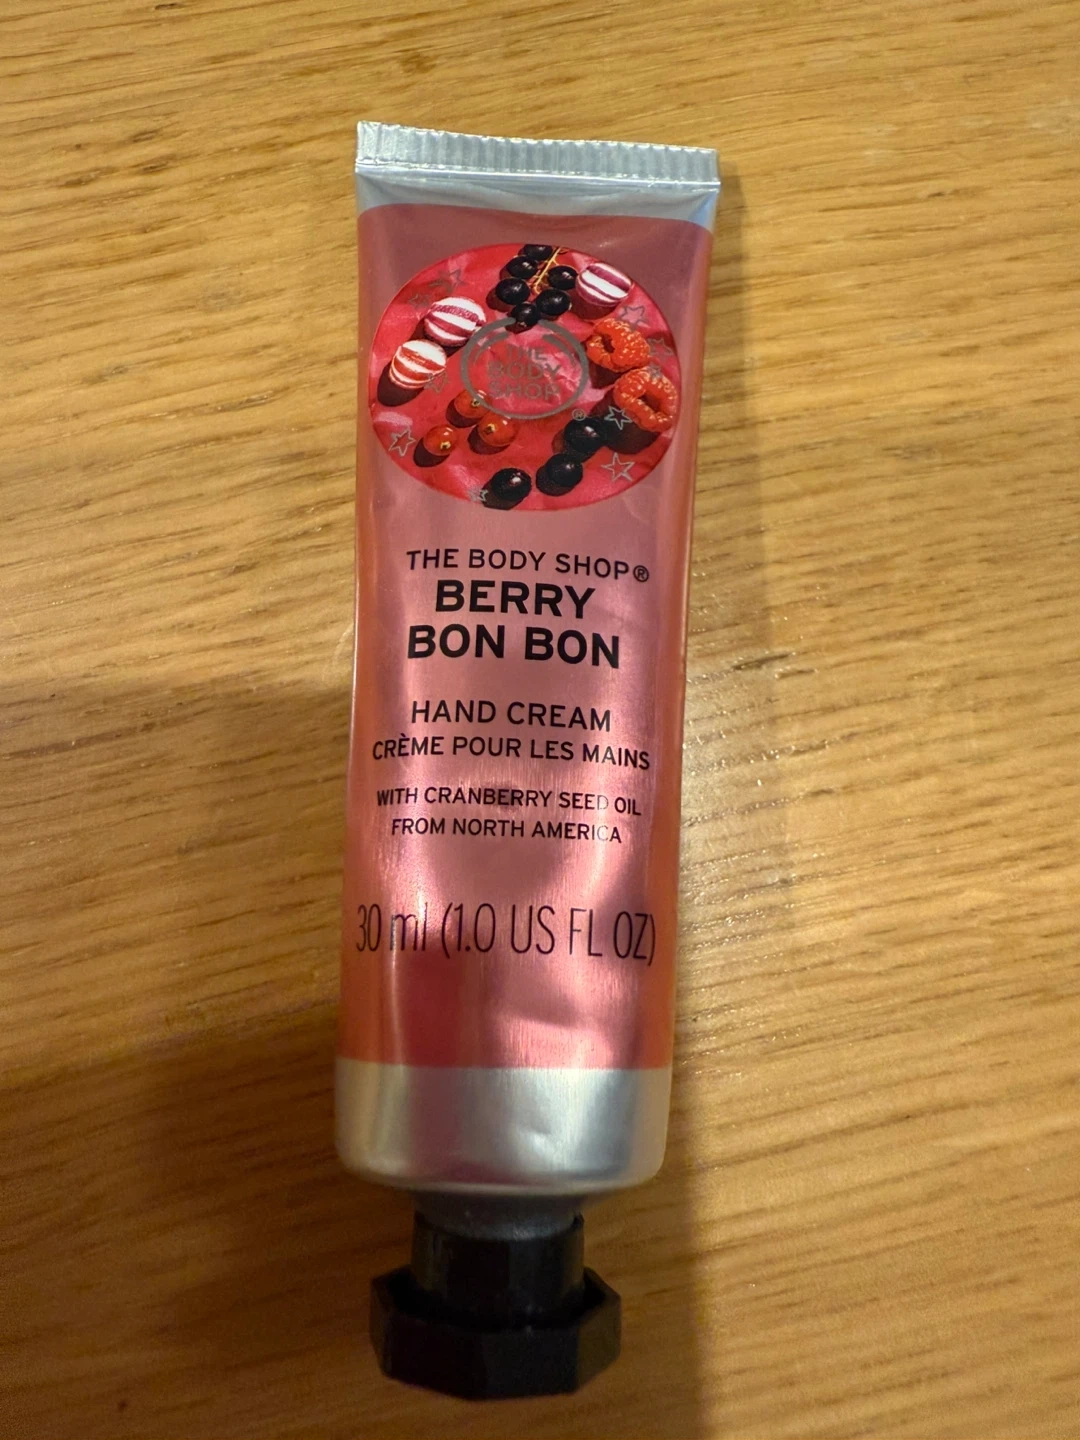 THE
BODY
SHOP
®
THE BODY SHOP®
BERRY
BON BON
HAND CREAM
CRÈME POUR LES MAINS
WITH CRANBERRY SEED OIL
FROM NORTH AMERICA
30 ml (1.0 US FL OZ)